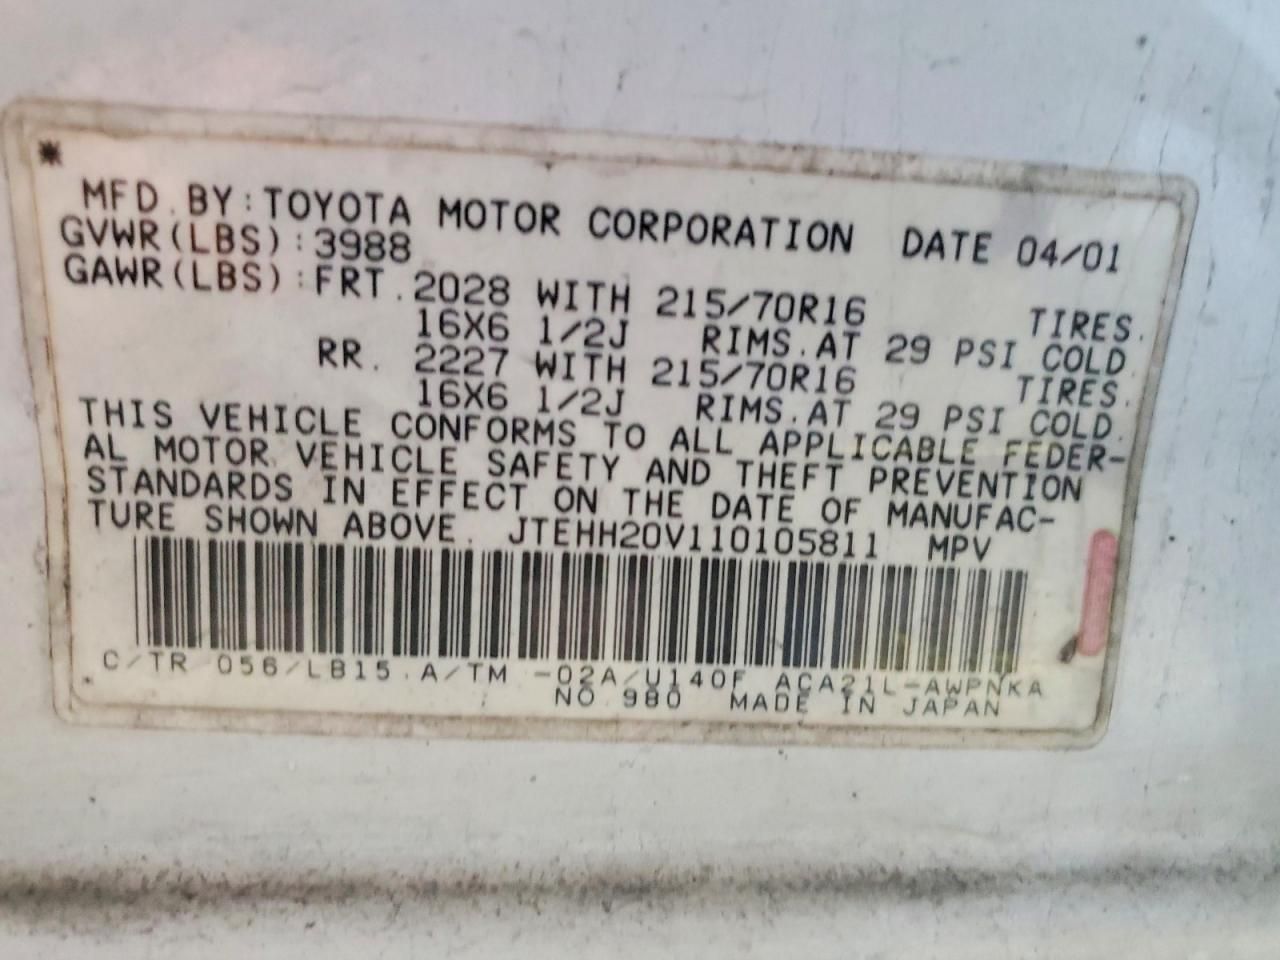 *
MFD. BY: TOYOTA MOTOR CORPORATION DATE 04/01
GVWR(LBS): 3988
GAWR(LBS): FRT. 2028 WITH 215/70R16 TIRES.
16X6 1/2J RIMS. AT 29 PSI COLD.
RR. 2227 WITH 215/70R16 TIRES.
16X6 1/2J RIMS. AT 29 PSI COLD.
THIS VEHICLE CONFORMS TO ALL APPLICABLE FEDER-
AL MOTOR VEHICLE SAFETY AND THEFT PREVENTION
STANDARDS IN EFFECT ON THE DATE OF MANUFAC-
TURE SHOWN ABOVE. JTEHH20V110105811 MPV
C/TR 056/LB15. A/TM -02A/U140F ACA21L-AWPNKA
NO. 980 MADE IN JAPAN